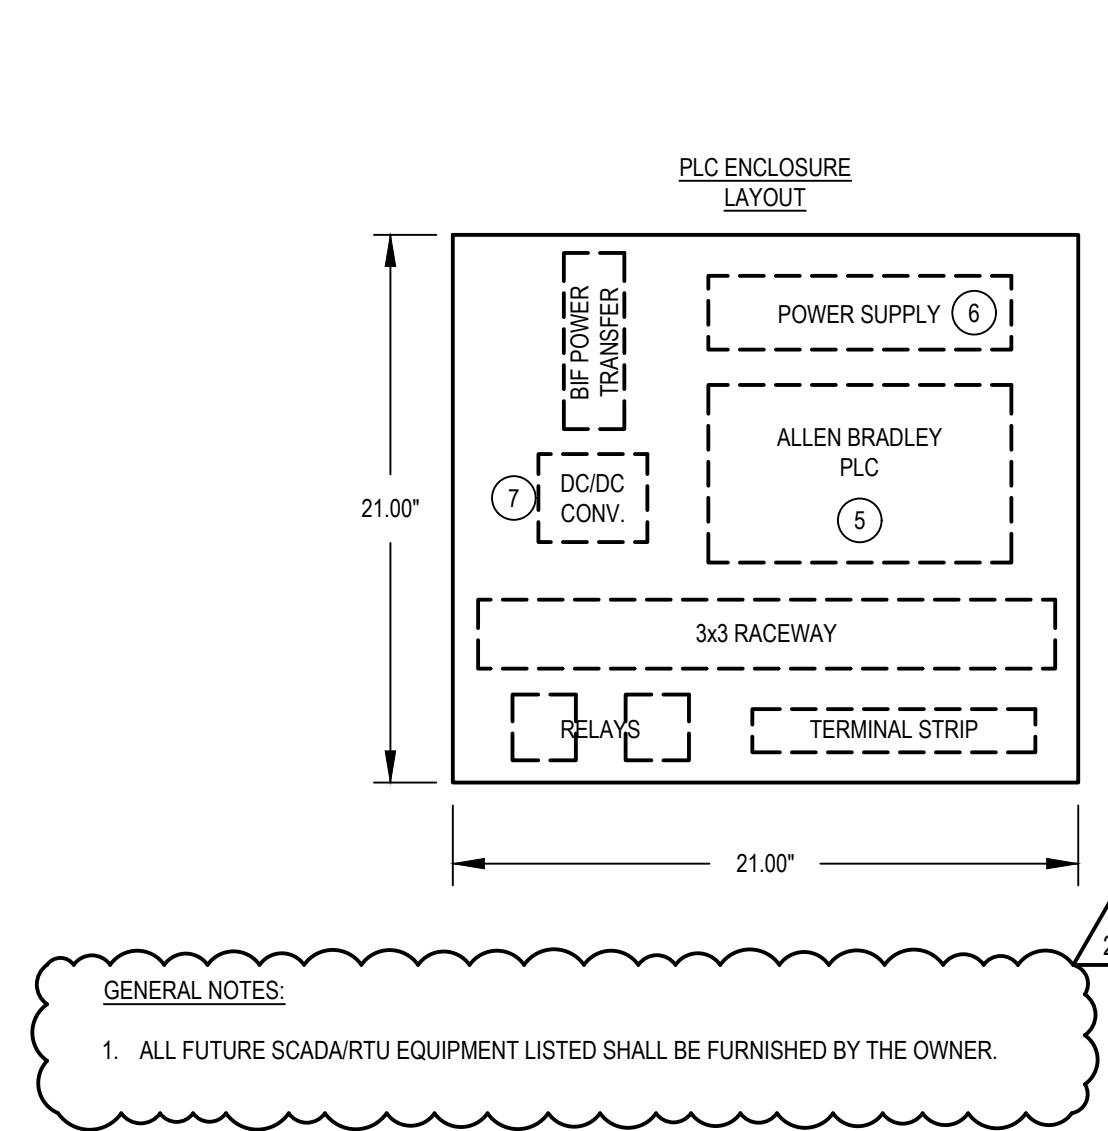 PLC ENCLOSURE
LAYOUT
BIF POWER
TRANSFER
POWER SUPPLY 6
ALLEN BRADLEY
PLC
5
7
DC/DC
CONV.
21.00"
3x3 RACEWAY
RELAYS
TERMINAL STRIP
21.00"
2
GENERAL NOTES:
1. ALL FUTURE SCADA/RTU EQUIPMENT LISTED SHALL BE FURNISHED BY THE OWNER.